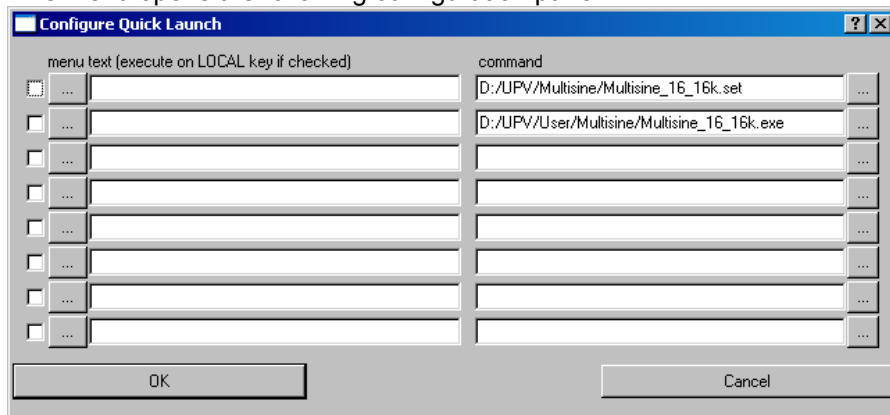 Configure Quick Launch ? X
menu text (execute on LOCAL key if checked) command
... D:/UPV/Multisine/Multisine_16_16k.set ...
... D:/UPV/User/Multisine/Multisine_16_16k.exe ...
... ...
... ...
... ...
... ...
... ...
... ...
OK Cancel